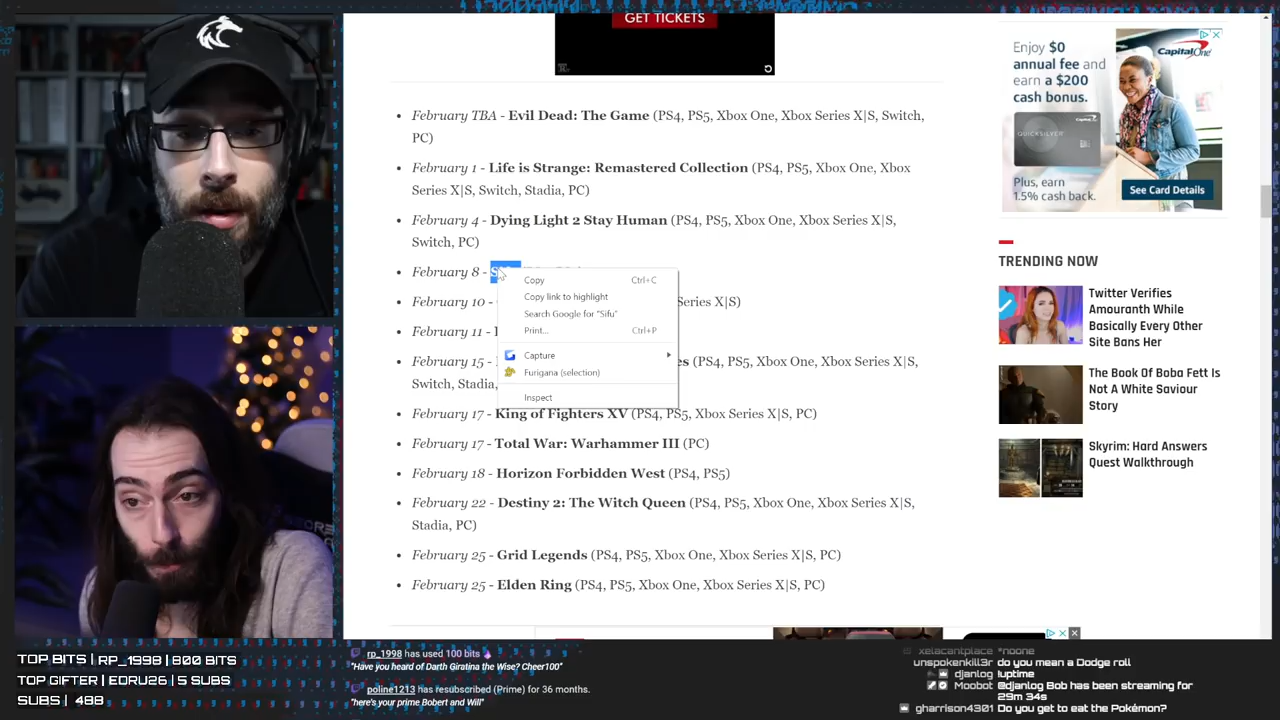 GET TICKETS
February TBA - Evil Dead: The Game (PS4, PS5, Xbox One, Xbox Series X|S, Switch,
PC)
February 1 - Life is Strange: Remastered Collection (PS4, PS5, Xbox One, Xbox
Series X|S, Switch, Stadia, PC)
February 4 - Dying Light 2 Stay Human (PS4, PS5, Xbox One, Xbox Series X|S,
Switch, PC)
February 8 -
February 10 - Series X|S)
February 11 -
February 15 - es (PS4, PS5, Xbox One, Xbox Series X|S,
Switch, Stadia,
February 17 - King of Fighters XV (PS4, PS5, Xbox Series X|S, PC)
February 17 - Total War: Warhammer III (PC)
February 18 - Horizon Forbidden West (PS4, PS5)
February 22 - Destiny 2: The Witch Queen (PS4, PS5, Xbox One, Xbox Series X|S,
Stadia, PC)
February 25 - Grid Legends (PS4, PS5, Xbox One, Xbox Series X|S, PC)
February 25 - Elden Ring (PS4, PS5, Xbox One, Xbox Series X|S, PC)
Copy Ctrl+C
Copy link to highlight
Search Google for "Sifu"
Print... Ctrl+P
Capture
Furigana (selection)
Inspect
Enjoy $0
annual fee and
earn a $200
cash bonus.
Capital One
QUICKSILVER
Plus, earn
1.5% cash back.
See Card Details
TRENDING NOW
Twitter Verifies
Amouranth While
Basically Every Other
Site Bans Her
The Book Of Boba Fett Is
Not A White Saviour
Story
Skyrim: Hard Answers
Quest Walkthrough
TOP BITS | RP_1998 | 800 BITS
TOP GIFTER | EDRU26 | 5 SUBS
SUBS | 488
rp_1998 has used 100 bits
"Have you heard of Darth Giratina the Wise? Cheer100"
poline1213 has resubscribed (Prime) for 36 months.
"here's your prime Bobert and Will"
xelacantplace *noone
unspokenkill3r do you mean a Dodge roll
djanlog !uptime
Moobot @djanlog Bob has been streaming for
29m 34s
gharrison4301 Do you get to eat the Pokémon?